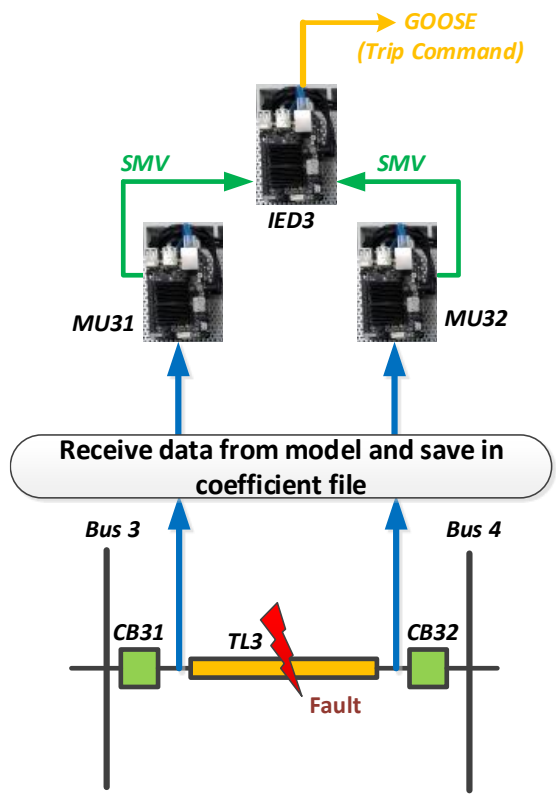 GOOSE
(Trip Command)
SMV
SMV
IED3
MU31
MU32
Receive data from model and save in
coefficient file
Bus 3
Bus 4
CB31
TL3
CB32
Fault